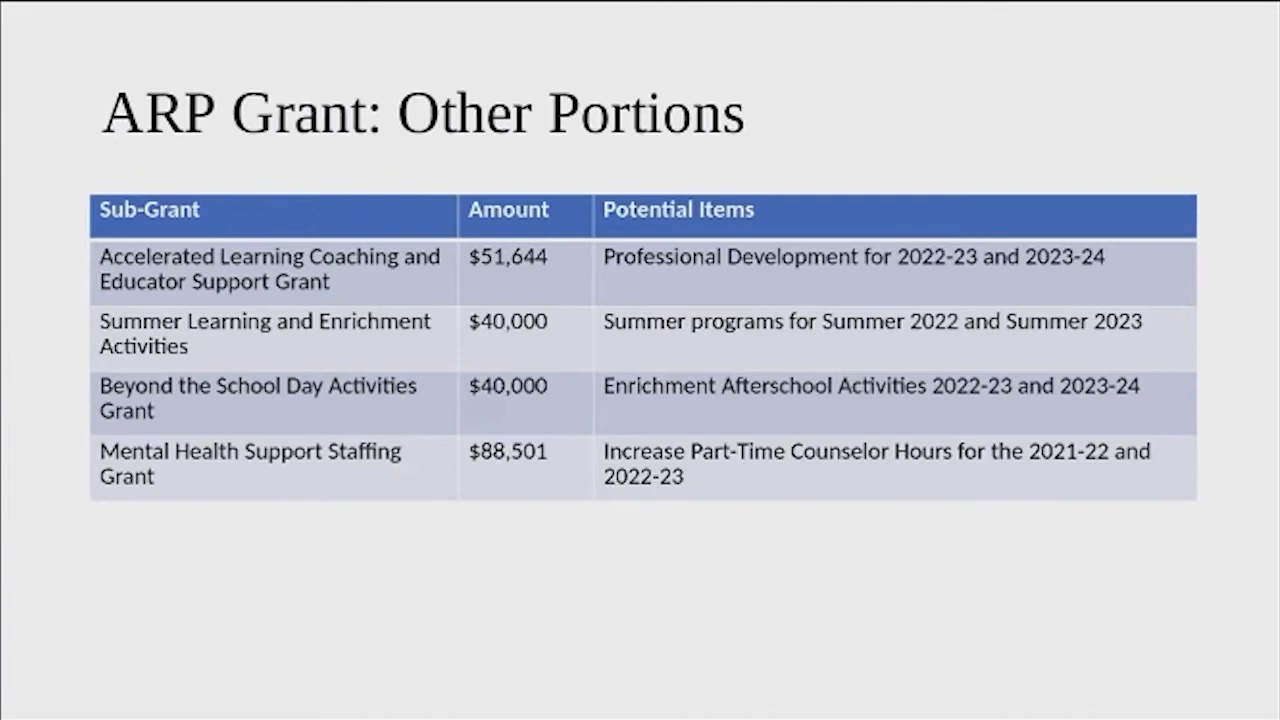 ARP Grant: Other Portions
Sub-Grant Amount Potential Items
Accelerated Learning Coaching and $51,644 Professional Development for 2022-23 and 2023-24
Educator Support Grant
Summer Learning and Enrichment $40,000 Summer programs for Summer 2022 and Summer 2023
Activities
Beyond the School Day Activities $40,000 Enrichment Afterschool Activities 2022-23 and 2023-24
Grant
Mental Health Support Staffing $88,501 Increase Part-Time Counselor Hours for the 2021-22 and
Grant 2022-23